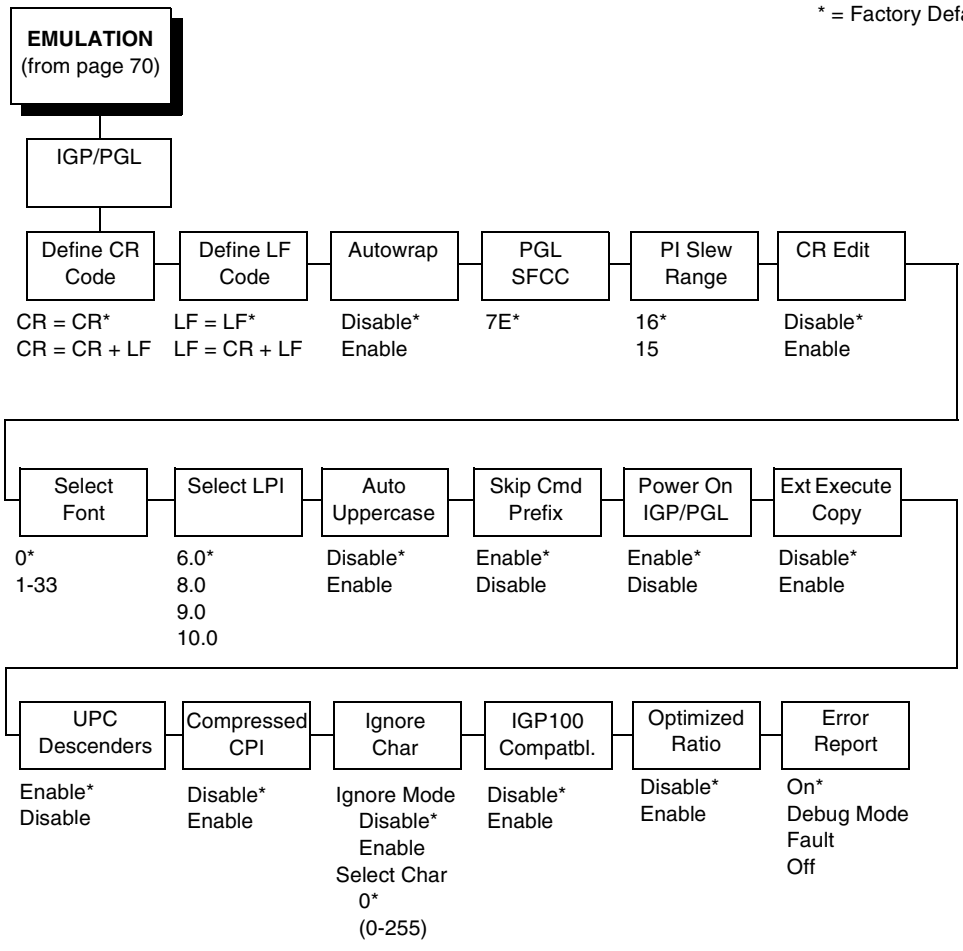 * = Factory Defa
EMULATION
(from page 70)
IGP/PGL
Define CR
Code
CR = CR*
CR = CR + LF
Define LF
Code
LF = LF*
LF = CR + LF
Autowrap
Disable*
Enable
PGL
SFCC
7E*
PI Slew
Range
16*
15
CR Edit
Disable*
Enable
Select
Font
0*
1-33
Select LPI
6.0*
8.0
9.0
10.0
Auto
Uppercase
Disable*
Enable
Skip Cmd
Prefix
Enable*
Disable
Power On
IGP/PGL
Enable*
Disable
Ext Execute
Copy
Disable*
Enable
UPC
Descenders
Enable*
Disable
Compressed
CPI
Disable*
Enable
Ignore
Char
Ignore Mode
Disable*
Enable
Select Char
0*
(0-255)
IGP100
Compatbl.
Disable*
Enable
Optimized
Ratio
Disable*
Enable
Error
Report
On*
Debug Mode
Fault
Off